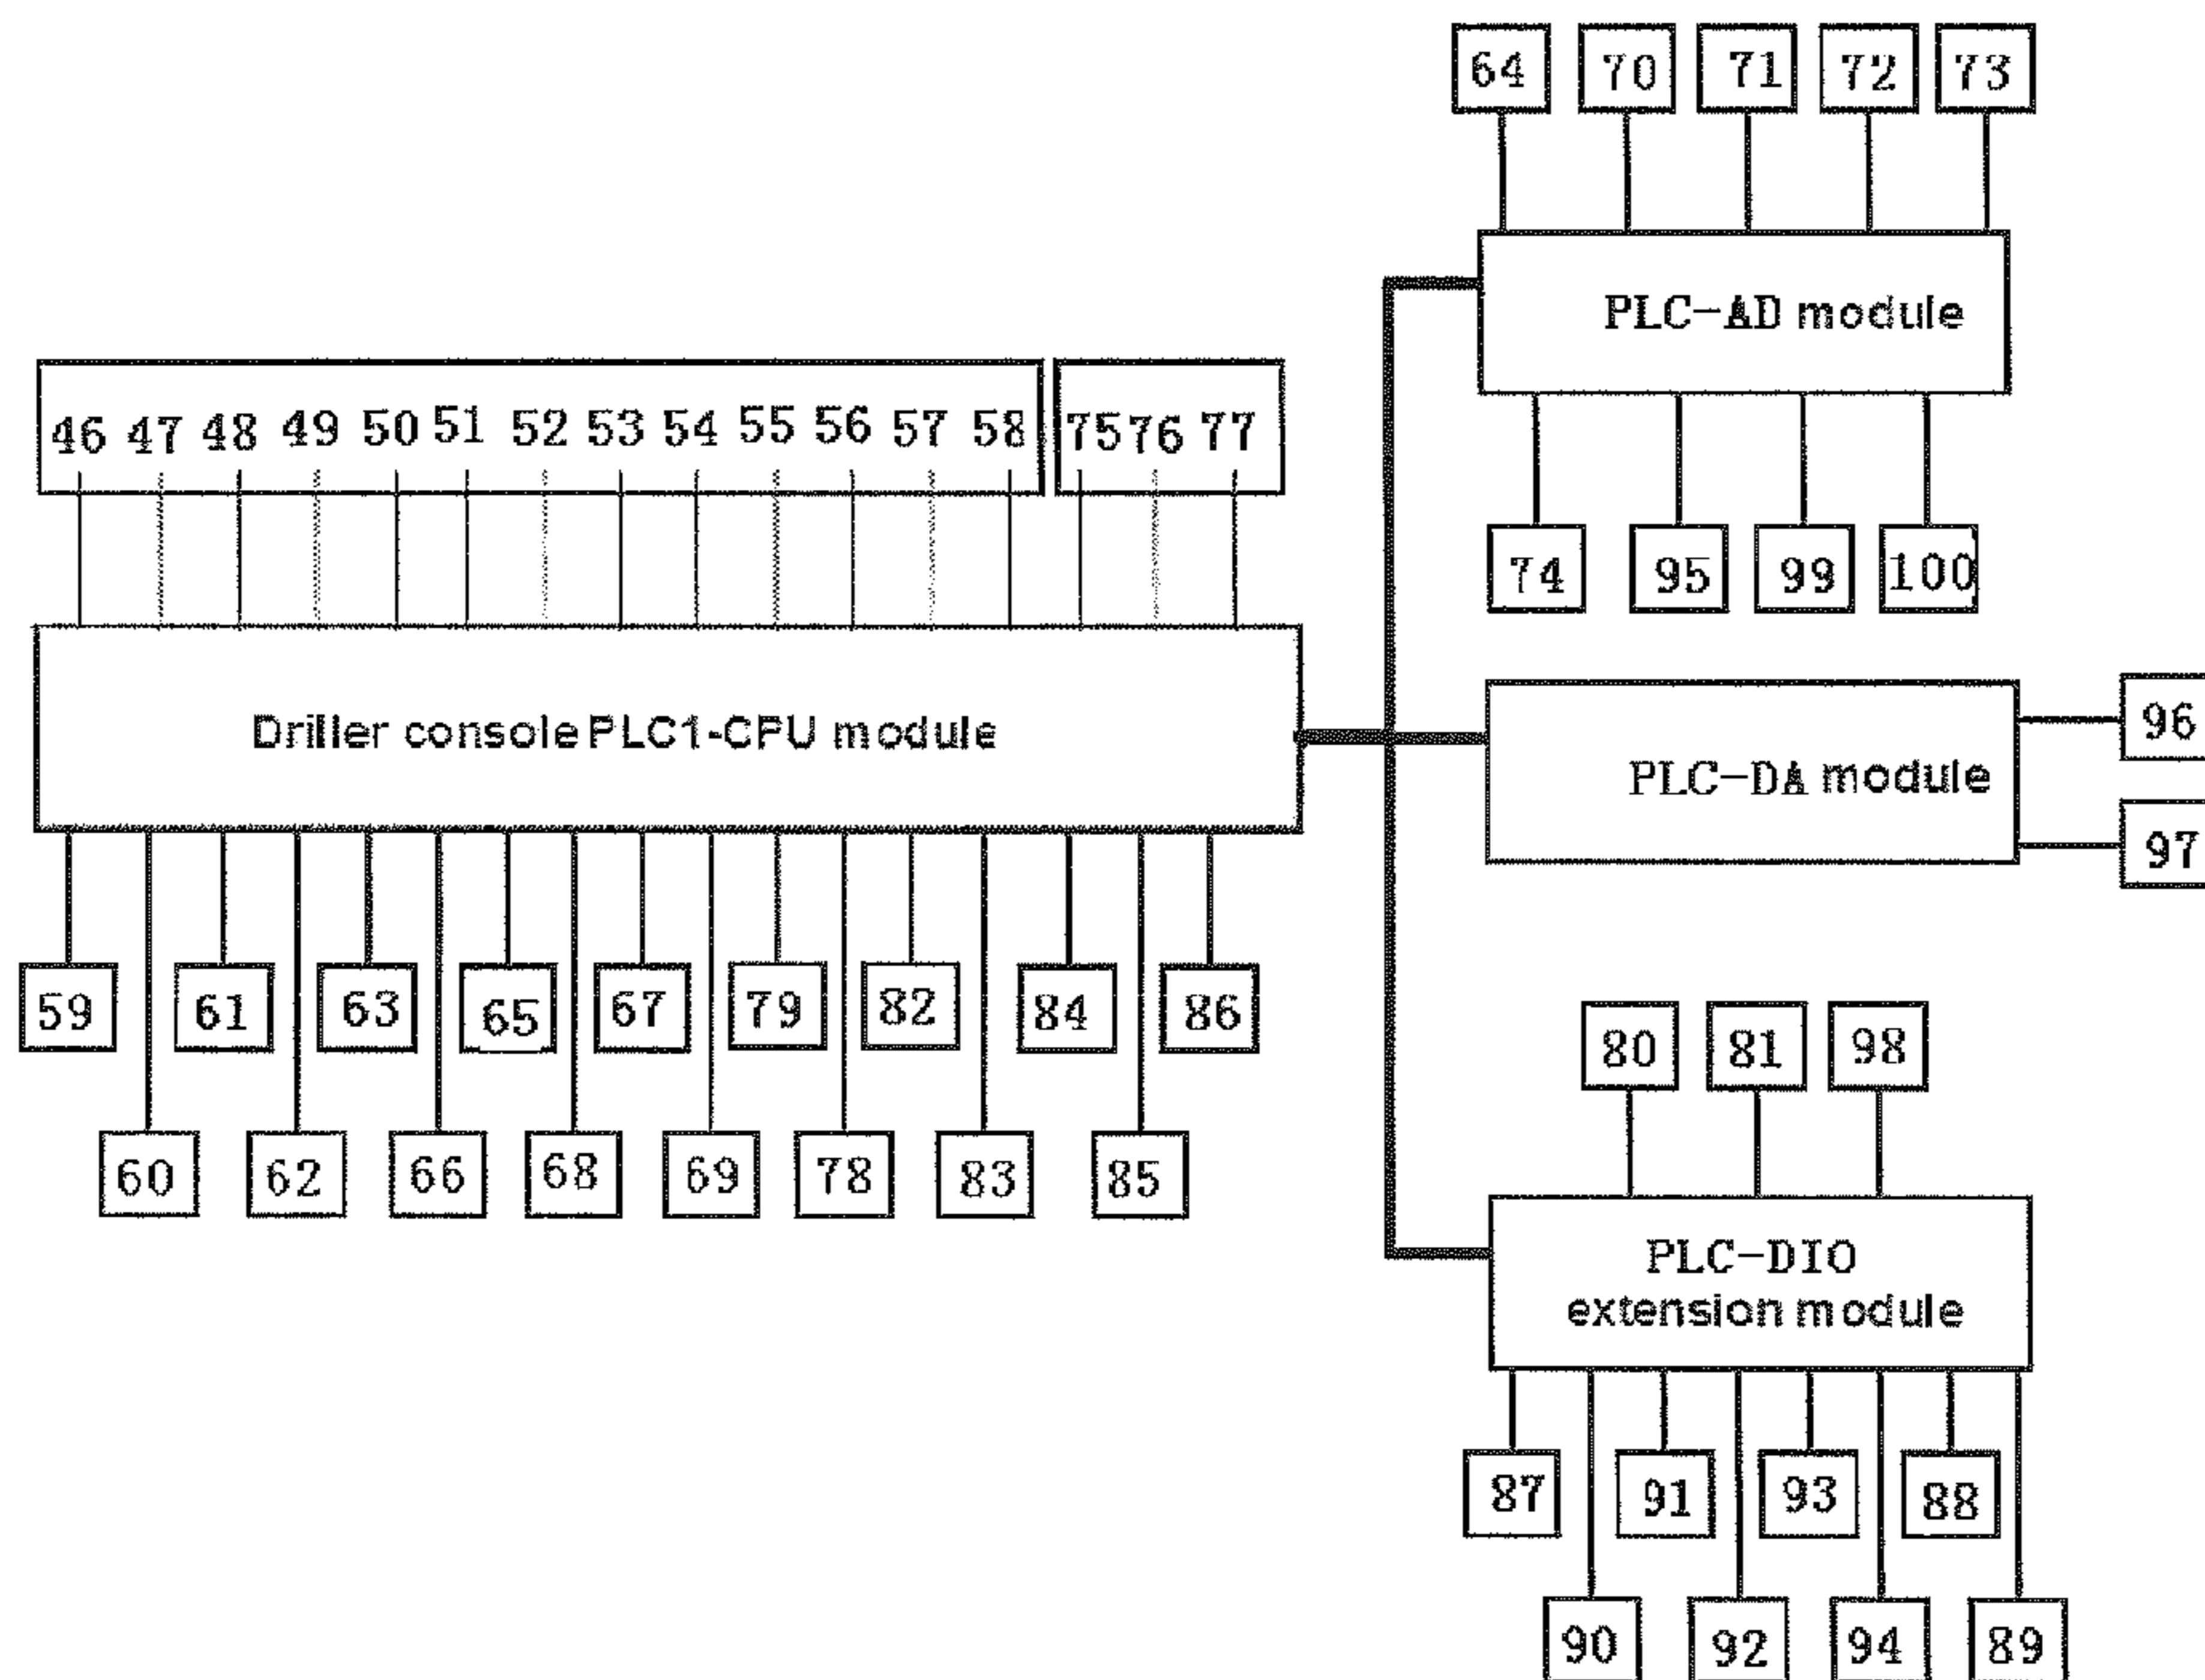 64 70 71 72 73
PLC-AD module
74 95 99 100
46 47 48 49 50 51 52 53 54 55 56 57 58 75 76 77
Driller console PLC1-CPU module
59 61 63 65 67 79 82 84 86
60 62 66 68 69 78 83 85
PLC-DA module
96
97
80 81 98
PLC-DIO
extension module
87 91 93 88
90 92 94 89